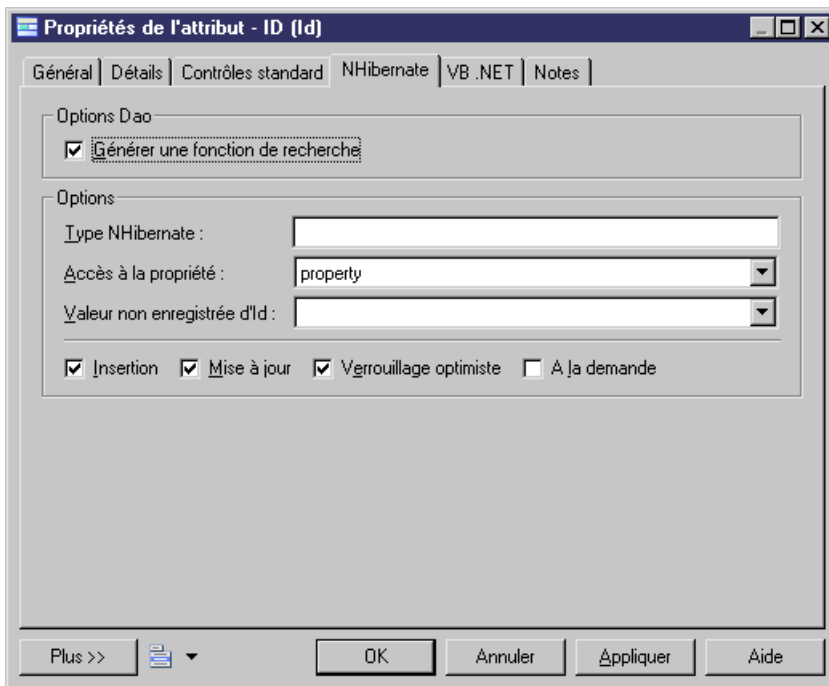 Propriétés de l'attribut - ID (Id)
Général Détails Contrôles standard NHibernate VB .NET Notes
Options Dao
Générer une fonction de recherche
Options
Type NHibernate :
Accès à la propriété : property
Valeur non enregistrée d'Id :
Insertion Mise à jour Verrouillage optimiste A la demande
Plus >> OK Annuler Appliquer Aide